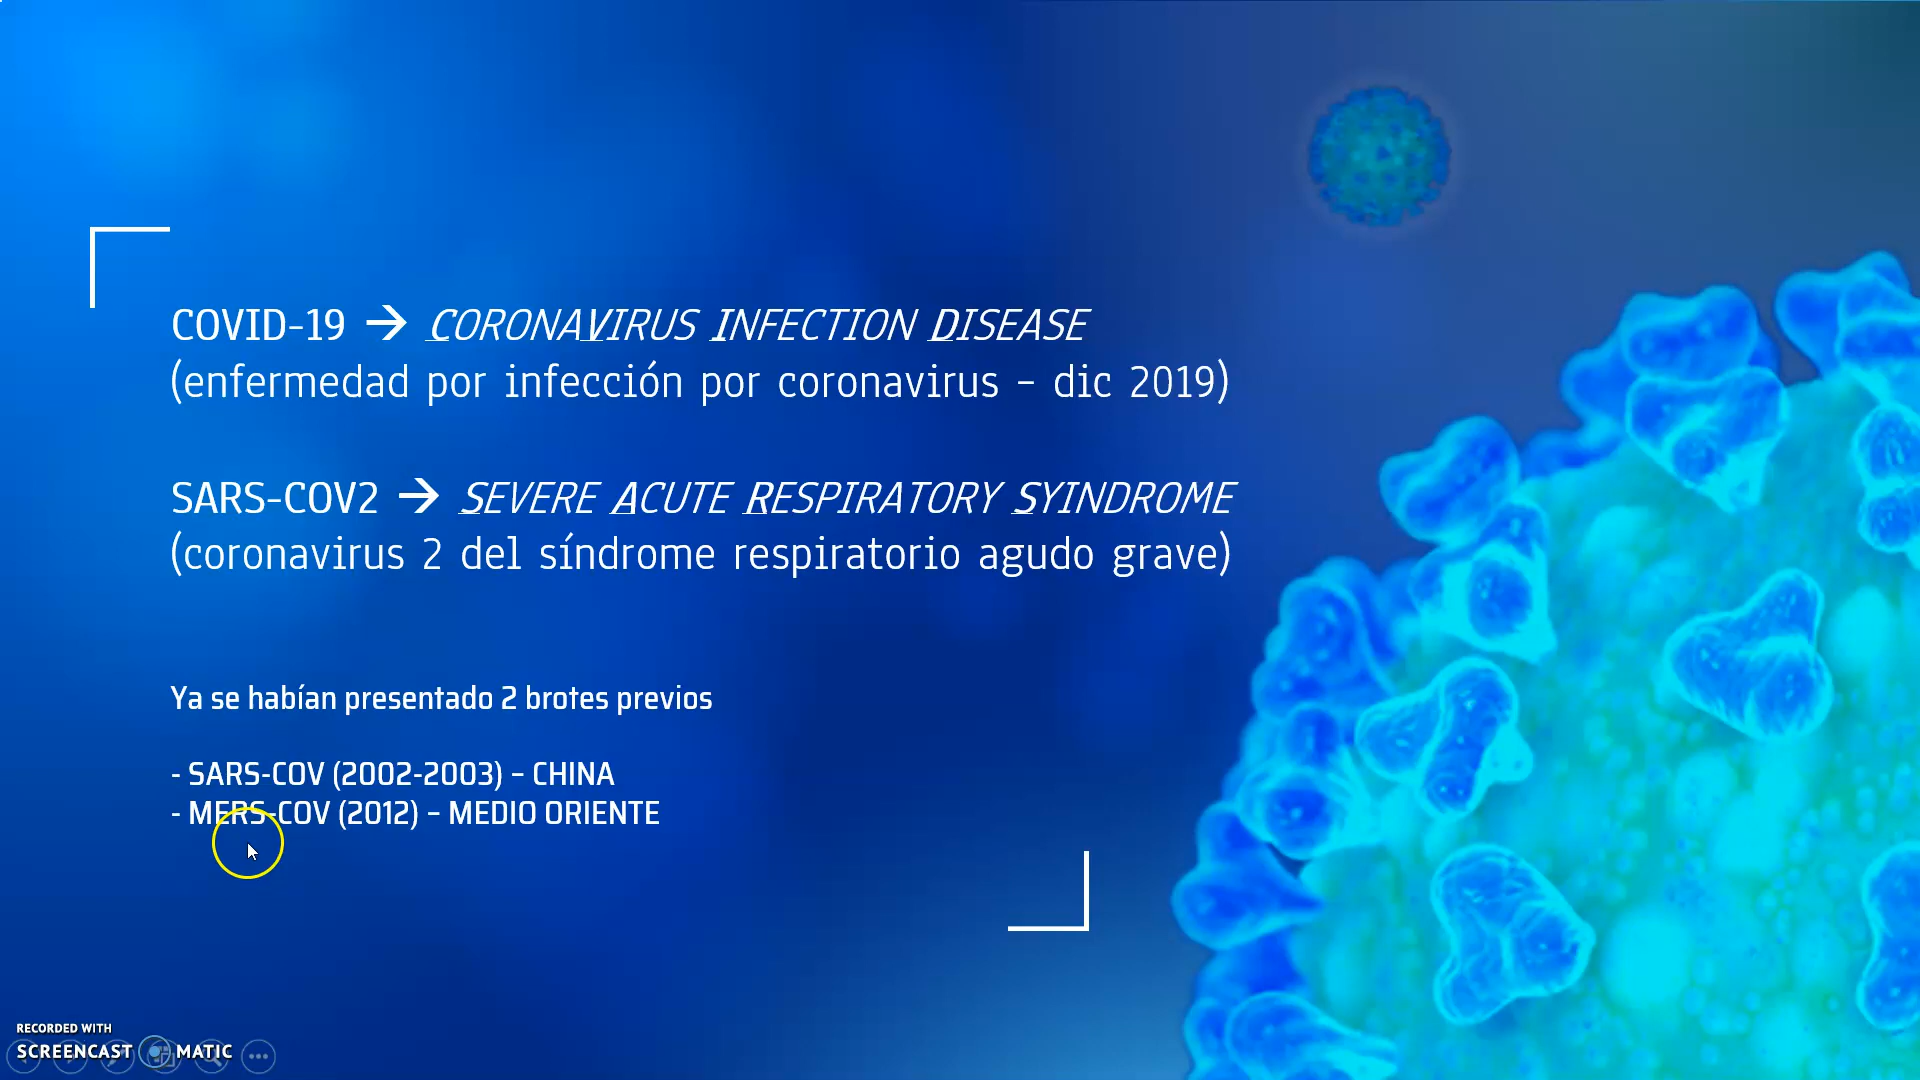 COVID-19 → CORONAVIRUS INFECTION DISEASE
(enfermedad por infección por coronavirus – dic 2019)
SARS-COV2 → SEVERE ACUTE RESPIRATORY SYINDROME
(coronavirus 2 del síndrome respiratorio agudo grave)
Ya se habían presentado 2 brotes previos
- SARS-COV (2002-2003) – CHINA
- MERS-COV (2012) – MEDIO ORIENTE
RECORDED WITH
SCREENCAST MATIC